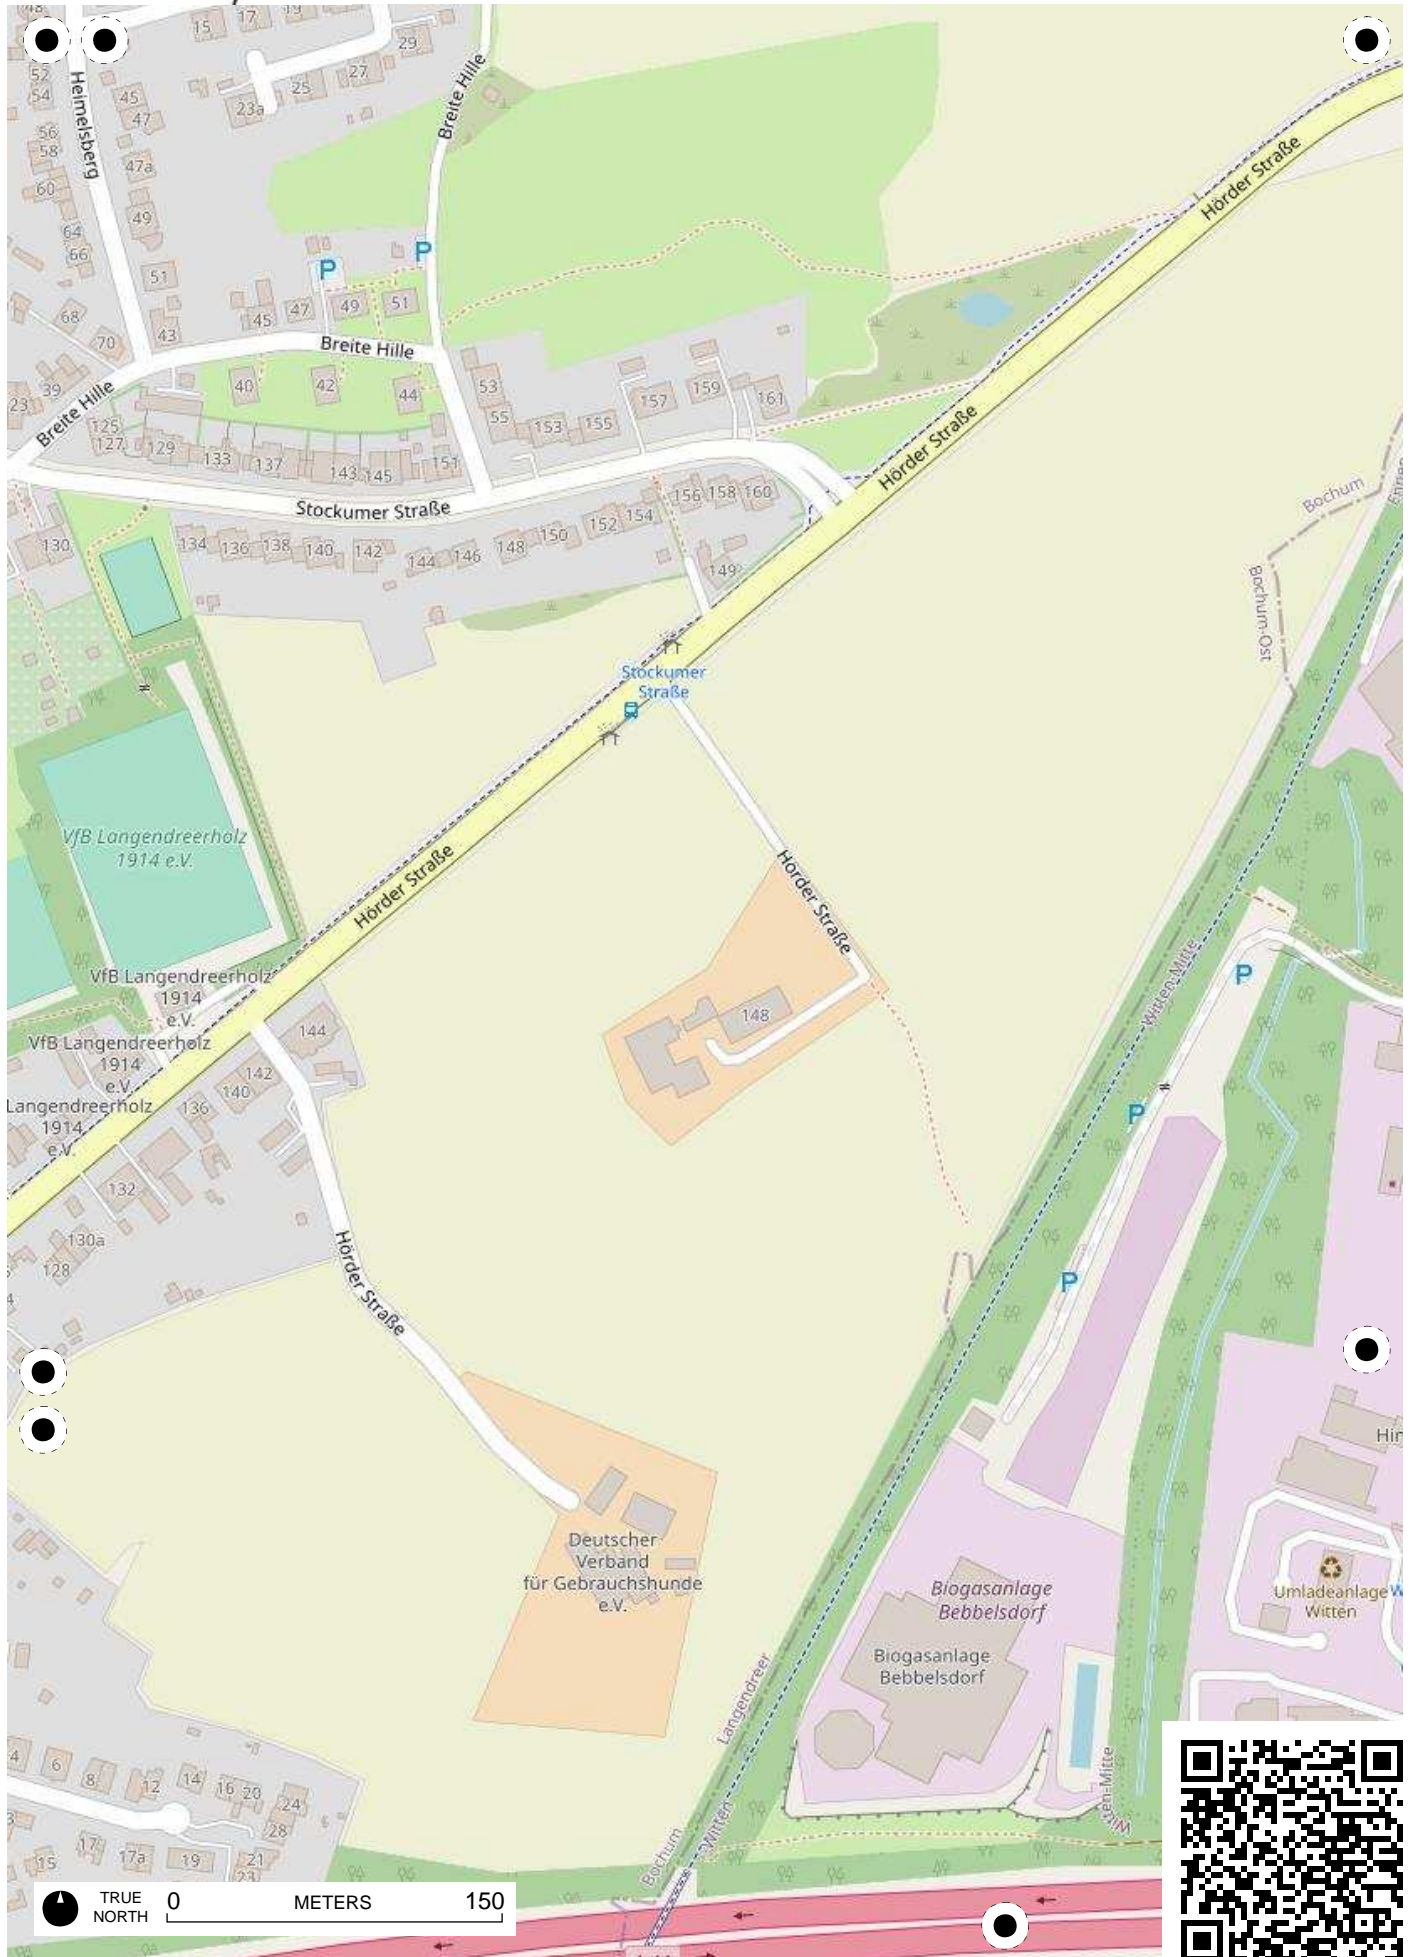 48
15
17
19
29
52
54
45
47
25
27
23a
Heimelsberg
Breite Hille
56
58
47a
60
49
64
66
51
P
P
68
70
43
45
47
49
51
Breite Hille
39
23
Breite Hille
40
42
44
53
55
153
155
157
159
161
125
127
129
133
137
143
145
151
Stockumer Straße
130
134
136
138
140
142
144
146
148
150
152
154
156
158
160
149
Hörder Straße
Hörder Straße
Bochum
Bochum-Ost
Stockumer
Straße
VfB Langendreerholz
1914 e.V.
Hörder Straße
Hörder Straße
148
VfB Langendreerholz
1914
e.V.
VfB Langendreerholz
1914
e.V.
Langendreerholz
1914
e.V.
144
142
140
136
132
130a
128
Witten-Mitte
P
P
P
Hörder Straße
Deutscher
Verband
für Gebrauchshunde
e.V.
Biogasanlage
Bebbelsdorf
Biogasanlage
Bebbelsdorf
Umladeanlage
Witten
Langendreer
Witten-Mitte
Bochum
Witten
4
6
8
12
14
16
20
24
28
15
17
17a
19
21
23
TRUE
NORTH
0
METERS
150